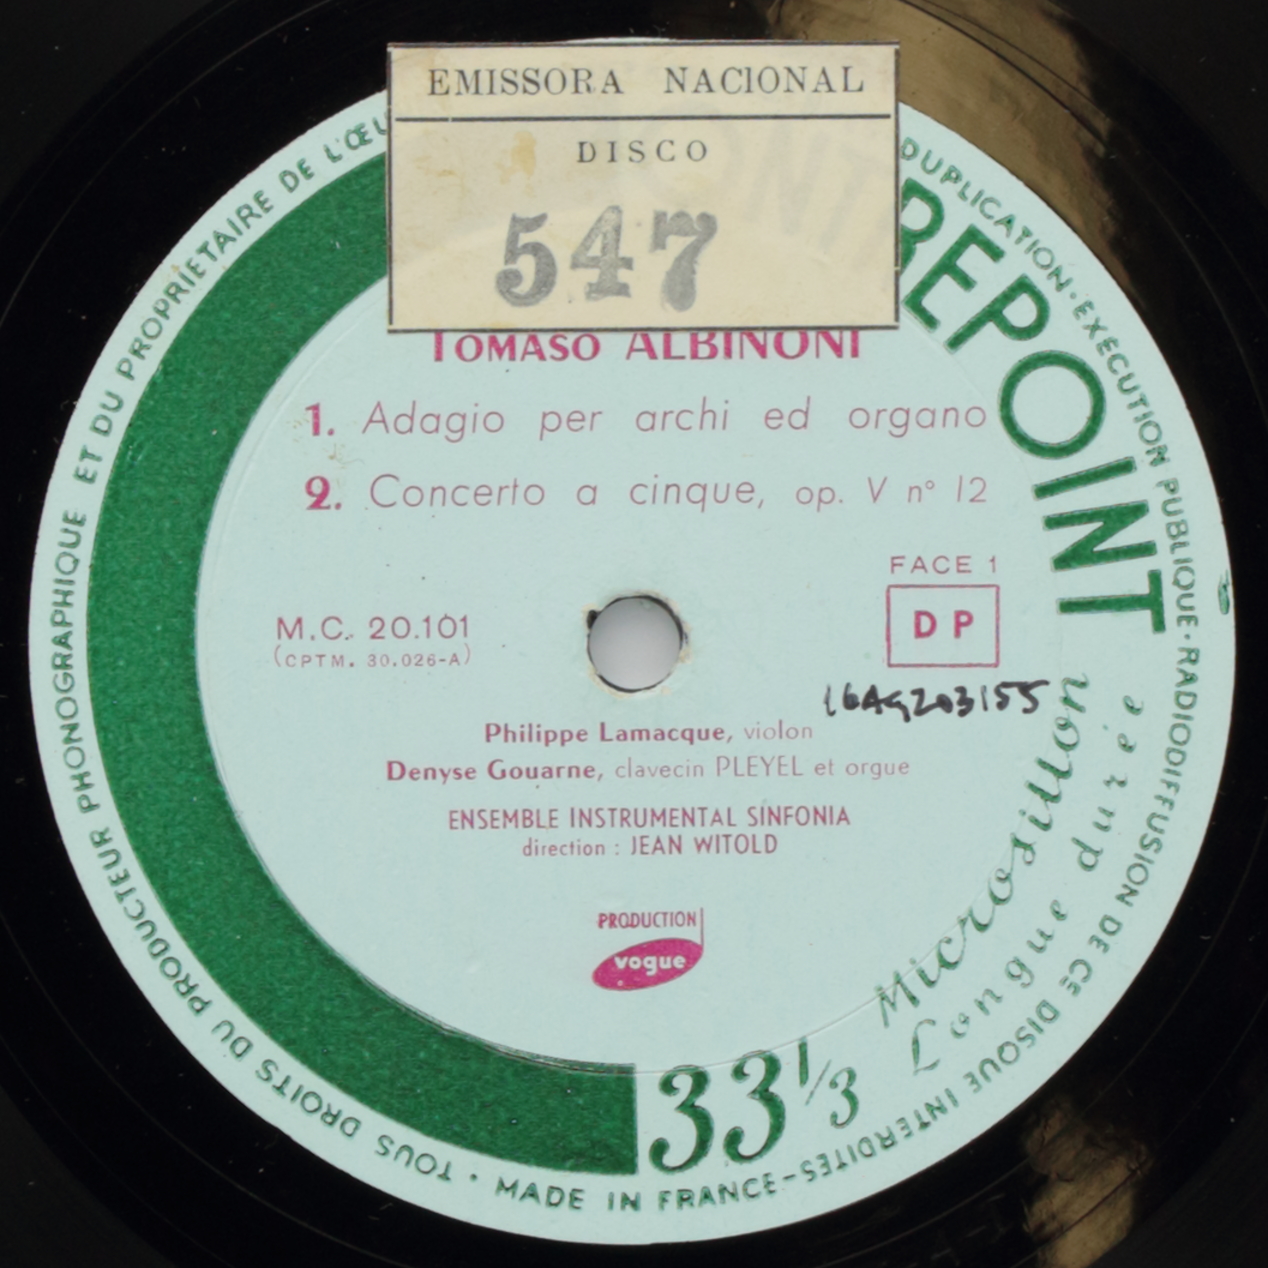 EMISSORA NACIONAL
DISCO
547
REPOINT
TOMASO ALBINONI
1. Adagio per archi ed organo
2. Concerto a cinque, op. V n° 12
FACE 1
DP
M.C. 20.101
(CPTM. 30.026-A)
16AG203155
Philippe Lamacque, violon
Denyse Gouarne, clavecin PLEYEL et orgue
ENSEMBLE INSTRUMENTAL SINFONIA
direction : JEAN WITOLD
PRODUCTION
vogue
33 1/3
Microsillon
Longue durée
TOUS DROITS DU PRODUCTEUR PHONOGRAPHIQUE ET DU PROPRIETAIRE DE L'ŒU
DUPLICATION · EXECUTION PUBLIQUE · RADIODIFFUSION DE CE DISQUE INTERDITES - MADE IN FRANCE ·